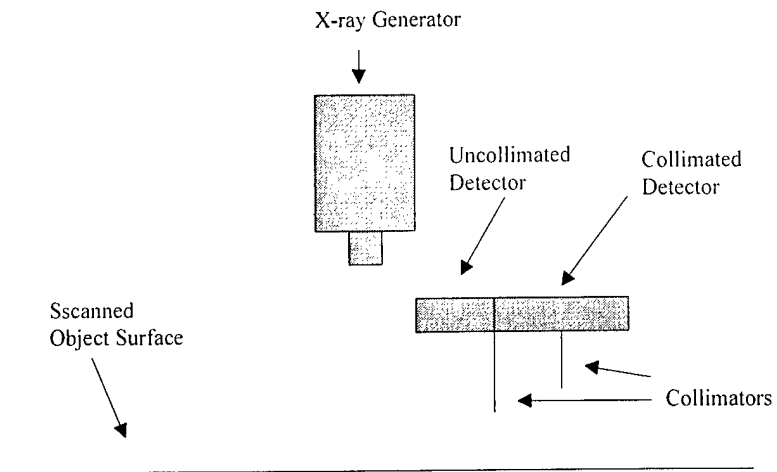 X-ray Generator
Uncollimated
Detector
Collimated
Detector
Sscanned
Object Surface
Collimators